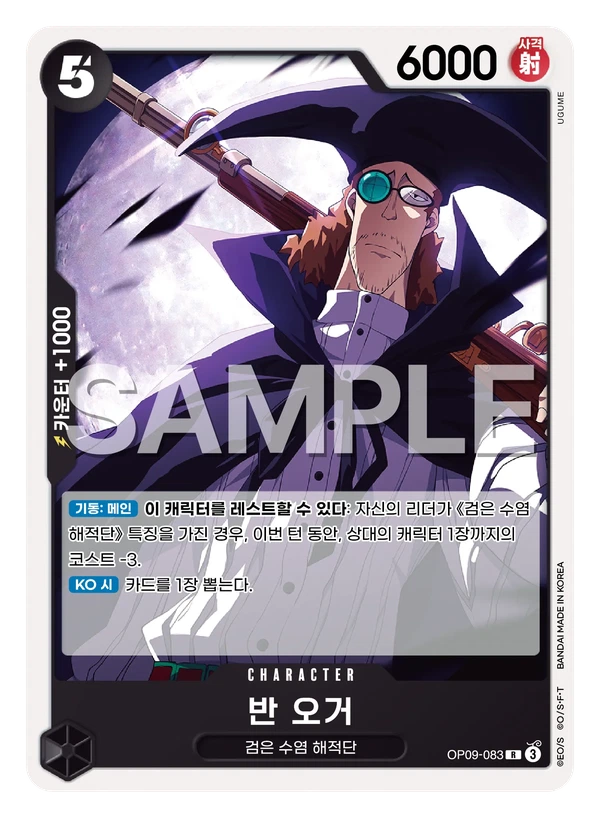 5
6000
사격
射
UGUME
⚡카운터 +1000
SAMPLE
기동: 메인 이 캐릭터를 레스트할 수 있다: 자신의 리더가 《검은 수염
해적단》 특징을 가진 경우, 이번 턴 동안, 상대의 캐릭터 1장까지의
코스트 -3.
KO 시 카드를 1장 뽑는다.
BANDAI MADE IN KOREA
©EO/S ©O/S·F·T
CHARACTER
반 오거
검은 수염 해적단
OP09-083 R 3